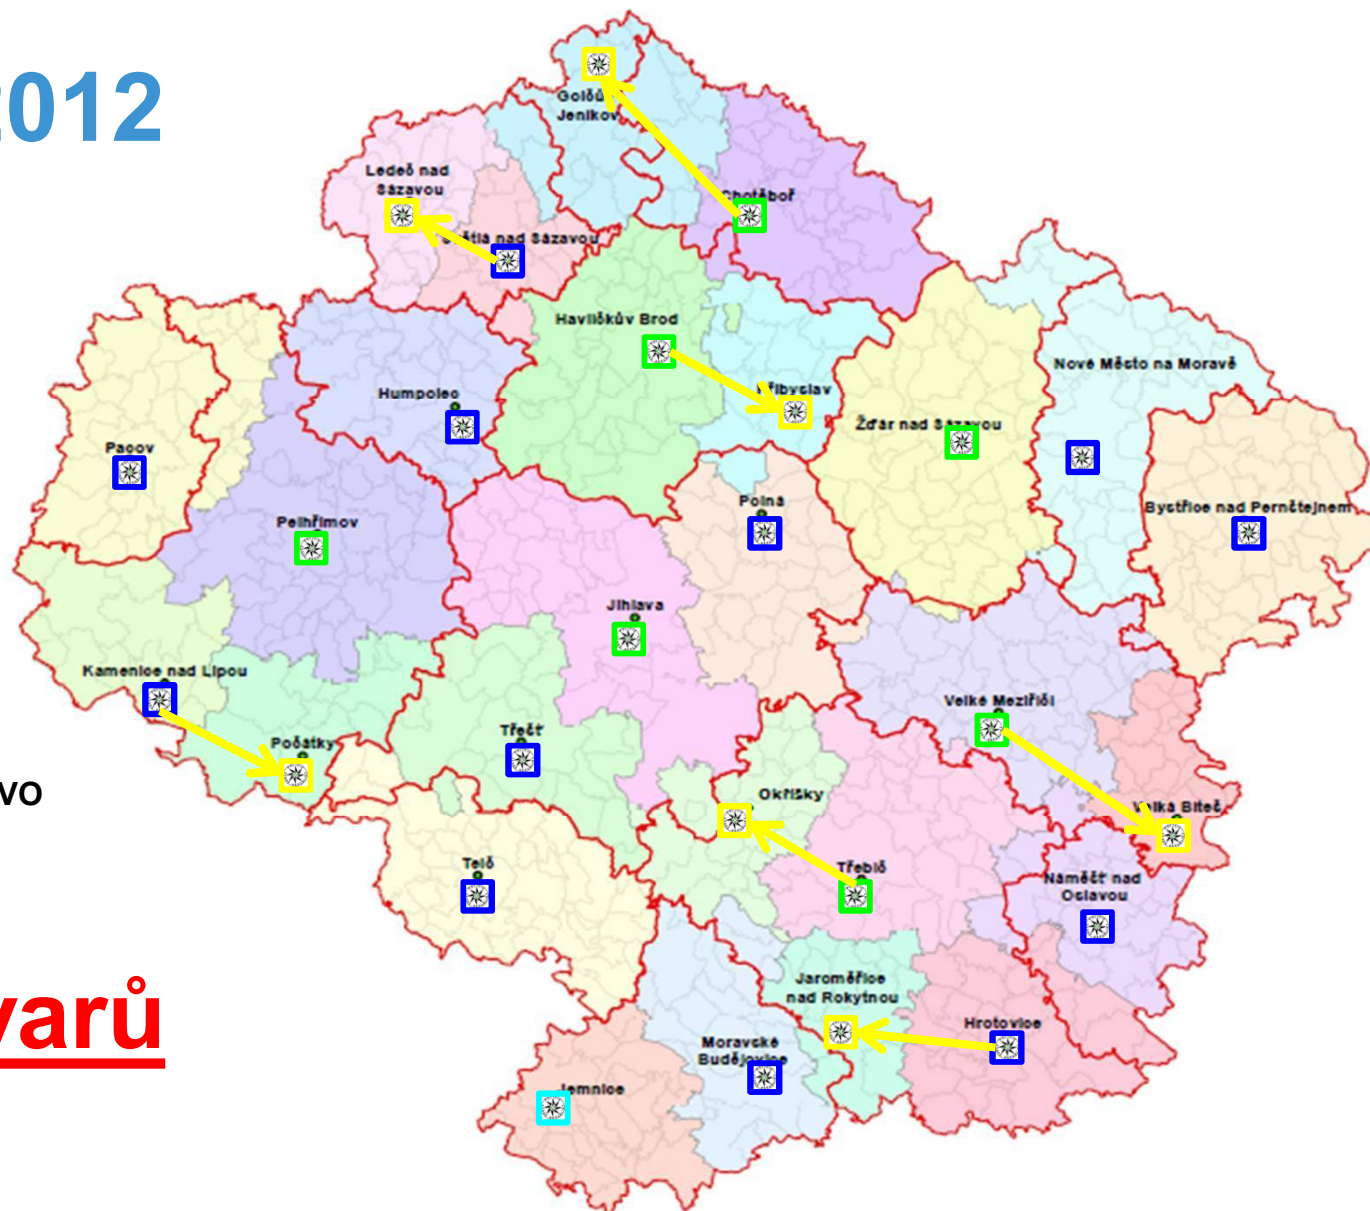 2012
Golčův
Jeníkov
Ledeč nad
Sázavou
Chotěboř
Světlá nad Sázavou
Havlíčkův Brod
Nové Město na Moravě
Humpolec
Přibyslav
Žďár nad Sázavou
Pacov
Polná
Bystřice nad Pernštejnem
Pelhřimov
Jihlava
Kamenice nad Lipou
Velké Meziříčí
Třešť
Počátky
vo
Okříšky
Velká Bíteš
Telč
Třebíč
Náměšť nad
Oslavou
varů
Jaroměřice
nad Rokytnou
Hrotovice
Moravské
Budějovice
Jemnice